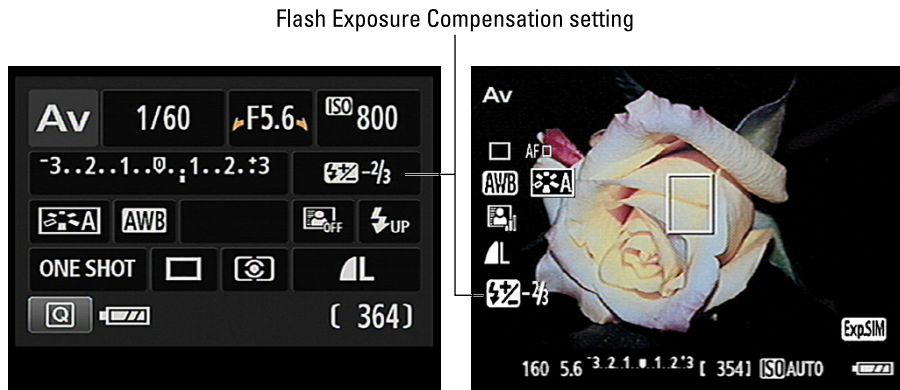 Flash Exposure Compensation setting
Av 1/60 F5.6 ISO 800
-3..2..1..0..1..2..+3 -2/3
A AWB OFF UP
ONE SHOT L
Q [ 364]
Av
AF
AWB A
L
-2/3
Exp.SIM
160 5.6 -3..2..1..0..1..2..+3 [ 354] ISO AUTO